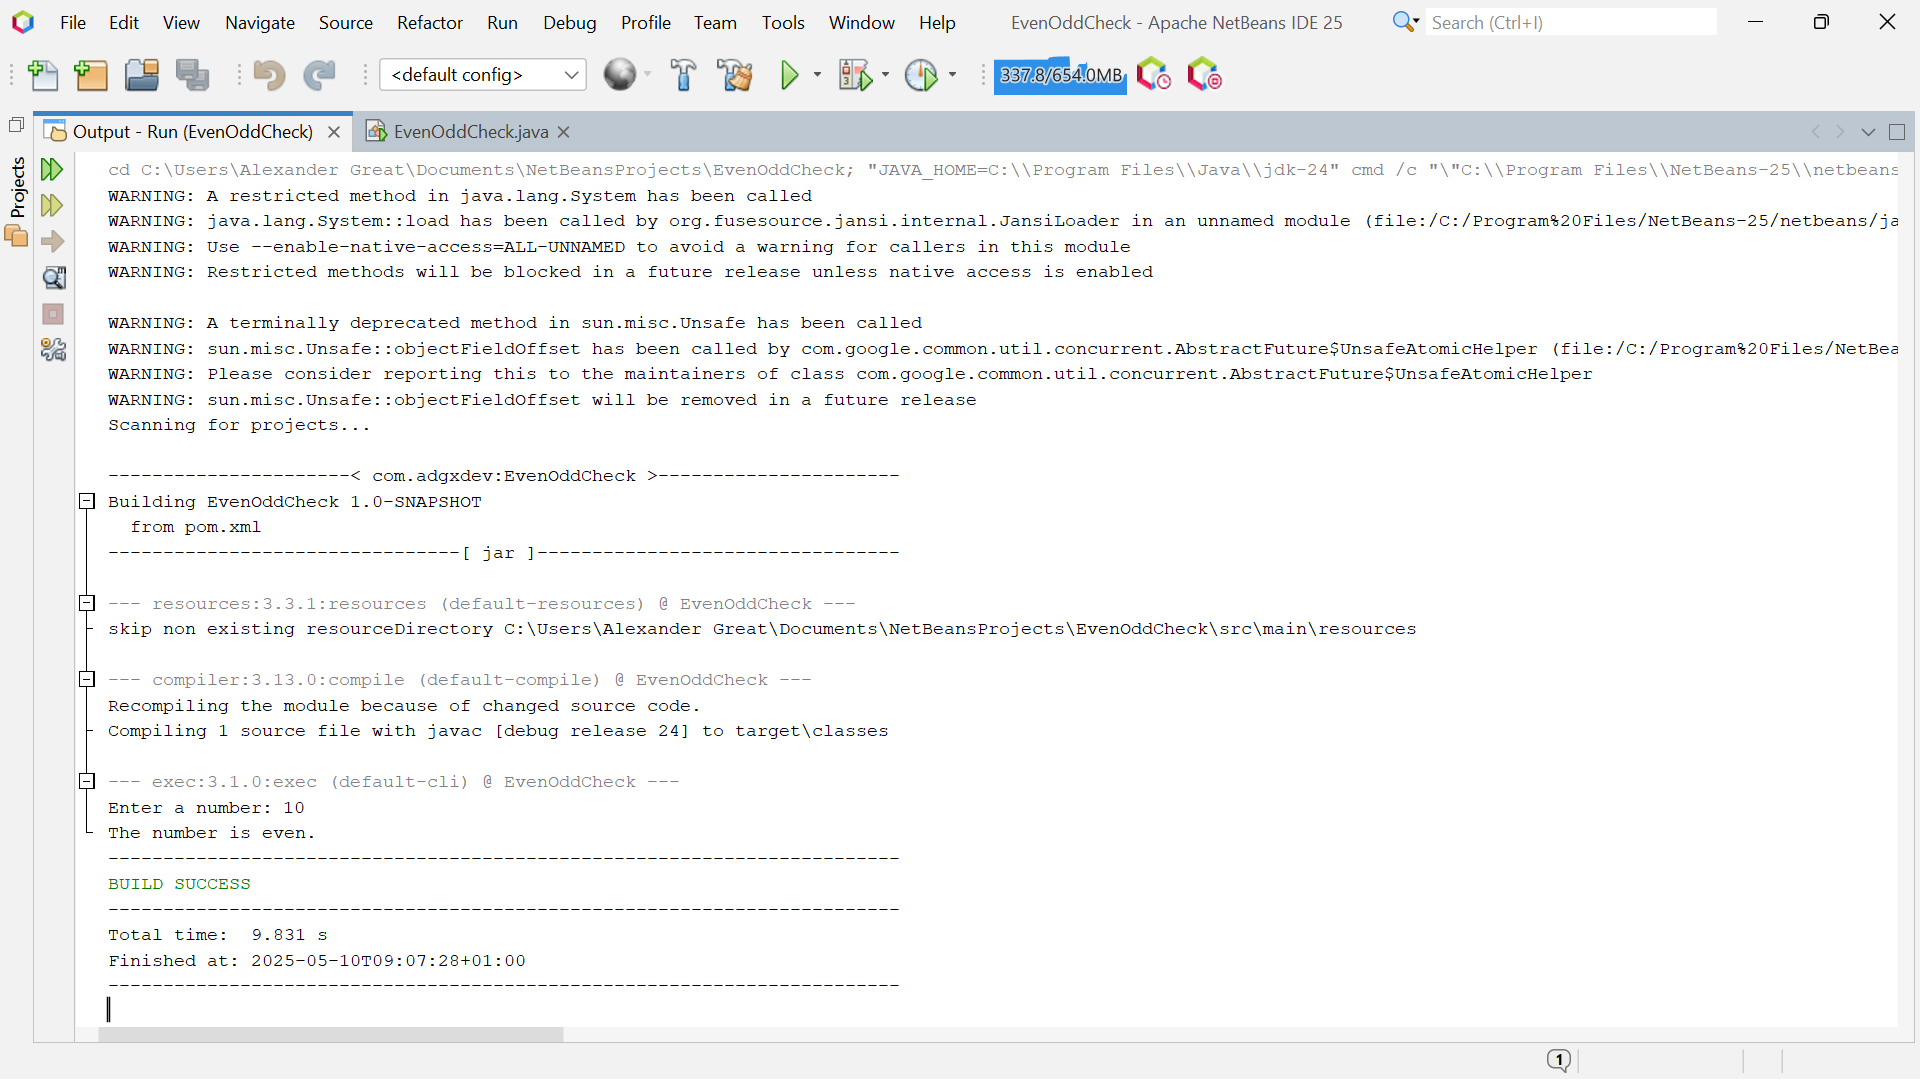 File Edit View Navigate Source Refactor Run Debug Profile Team Tools Window Help EvenOddCheck - Apache NetBeans IDE 25 Search (Ctrl+I)
<default config> 337.8/654.0MB
Output - Run (EvenOddCheck) EvenOddCheck.java
Projects
cd C:\Users\Alexander Great\Documents\NetBeansProjects\EvenOddCheck; "JAVA_HOME=C:\\Program Files\\Java\\jdk-24" cmd /c "\"C:\\Program Files\\NetBeans-25\\netbeans
WARNING: A restricted method in java.lang.System has been called
WARNING: java.lang.System::load has been called by org.fusesource.jansi.internal.JansiLoader in an unnamed module (file:/C:/Program%20Files/NetBeans-25/netbeans/ja
WARNING: Use --enable-native-access=ALL-UNNAMED to avoid a warning for callers in this module
WARNING: Restricted methods will be blocked in a future release unless native access is enabled
WARNING: A terminally deprecated method in sun.misc.Unsafe has been called
WARNING: sun.misc.Unsafe::objectFieldOffset has been called by com.google.common.util.concurrent.AbstractFuture$UnsafeAtomicHelper (file:/C:/Program%20Files/NetBea
WARNING: Please consider reporting this to the maintainers of class com.google.common.util.concurrent.AbstractFuture$UnsafeAtomicHelper
WARNING: sun.misc.Unsafe::objectFieldOffset will be removed in a future release
Scanning for projects...
----------------------< com.adgxdev:EvenOddCheck >----------------------
Building EvenOddCheck 1.0-SNAPSHOT
from pom.xml
--------------------------------[ jar ]---------------------------------
--- resources:3.3.1:resources (default-resources) @ EvenOddCheck ---
skip non existing resourceDirectory C:\Users\Alexander Great\Documents\NetBeansProjects\EvenOddCheck\src\main\resources
--- compiler:3.13.0:compile (default-compile) @ EvenOddCheck ---
Recompiling the module because of changed source code.
Compiling 1 source file with javac [debug release 24] to target\classes
--- exec:3.1.0:exec (default-cli) @ EvenOddCheck ---
Enter a number: 10
The number is even.
------------------------------------------------------------------------
BUILD SUCCESS
------------------------------------------------------------------------
Total time:  9.831 s
Finished at: 2025-05-10T09:07:28+01:00
------------------------------------------------------------------------
1